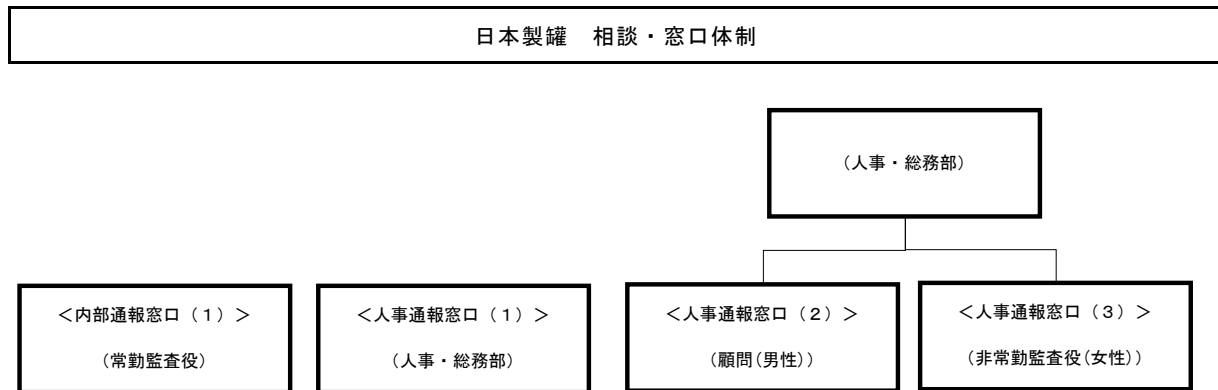 日本製罐　相談・窓口体制
（人事・総務部）
＜内部通報窓口（１）＞
（常勤監査役）
＜人事通報窓口（１）＞
（人事・総務部）
＜人事通報窓口（２）＞
（顧問(男性)）
＜人事通報窓口（３）＞
（非常勤監査役(女性)）